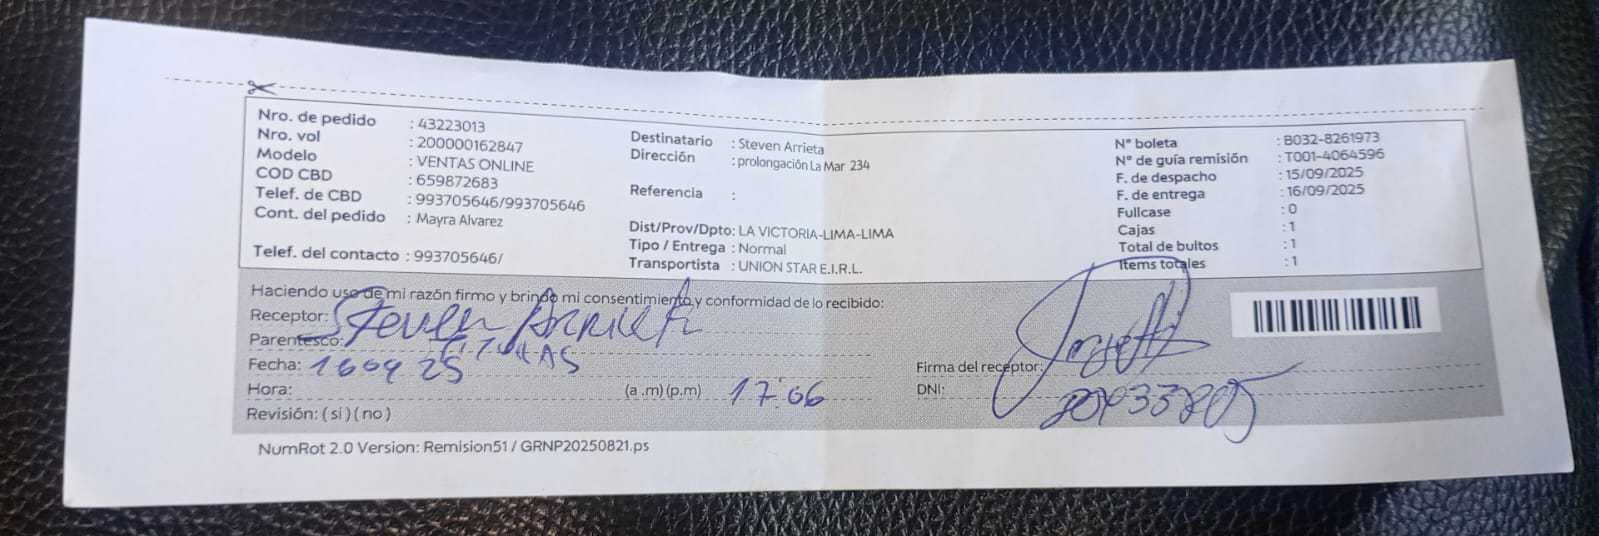 Nro. de pedido : 43223013
Nro. vol : 200000162847
Modelo : VENTAS ONLINE
COD CBD : 659872683
Telef. de CBD : 993705646/993705646
Cont. del pedido : Mayra Alvarez
Telef. del contacto : 993705646/
Destinatario : Steven Arrieta
Dirección : prolongación La Mar 234
Referencia :
Dist/Prov/Dpto: LA VICTORIA-LIMA-LIMA
Tipo / Entrega : Normal
Transportista : UNION STAR E.I.R.L.
N° boleta : B032-8261973
N° de guía remisión : T001-4064596
F. de despacho : 15/09/2025
F. de entrega : 16/09/2025
Fullcase : 0
Cajas : 1
Total de bultos : 1
Items totales : 1
Haciendo uso de mi razón firmo y brindo mi consentimiento y conformidad de lo recibido:
Receptor: Steven Arrieta
Parentesco:
Fecha: 16 09 25
Hora: (a .m) (p.m) 17:06
Revisión: ( si ) ( no )
Firma del receptor:
DNI:
NumRot 2.0 Version: Remision51 / GRNP20250821.ps